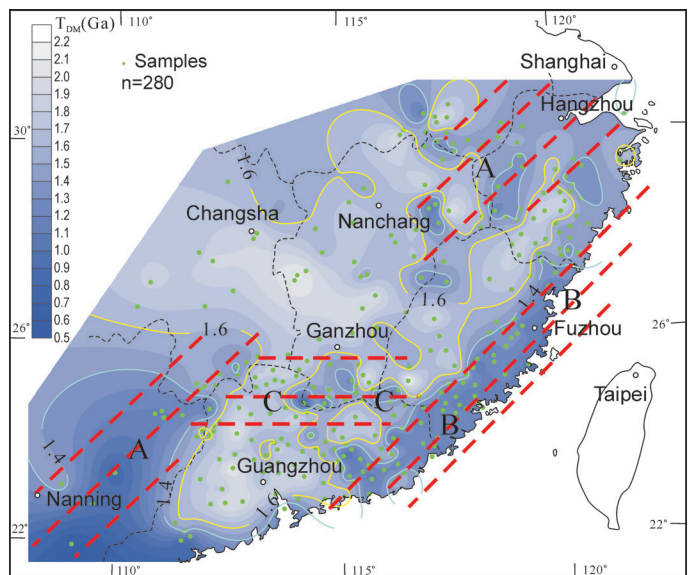 110° 115° 120°
T_DM(Ga)
2.2
2.1
2.0
1.9
1.8
1.7
1.6
1.5
1.4
1.3
1.2
1.1
1.0
0.9
0.8
0.7
0.6
0.5
Samples
n=280
Shanghai
Hangzhou
30°
30°
1.6
A
Changsha
Nanchang
1.6
1.4
B
26°
1.6
Ganzhou
Fuzhou
26°
Taipei
C
C
B
A
1.4
Guangzhou
1.4
Nanning
1.6
22°
22°
110° 115° 120°